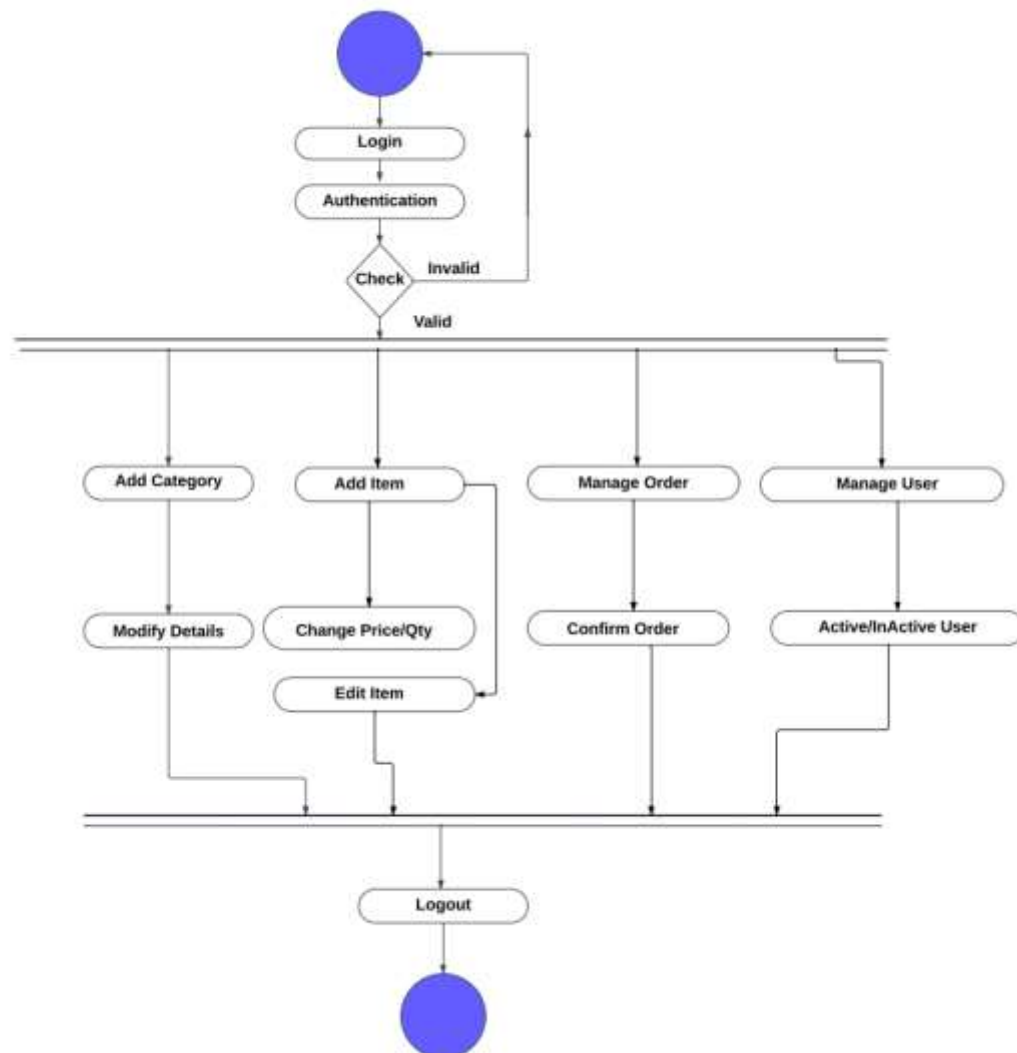 Login
Authentication
Check
Invalid
Valid
Add Category
Add Item
Manage Order
Manage User
Modify Details
Change Price/Qty
Confirm Order
Active/InActive User
Edit Item
Logout